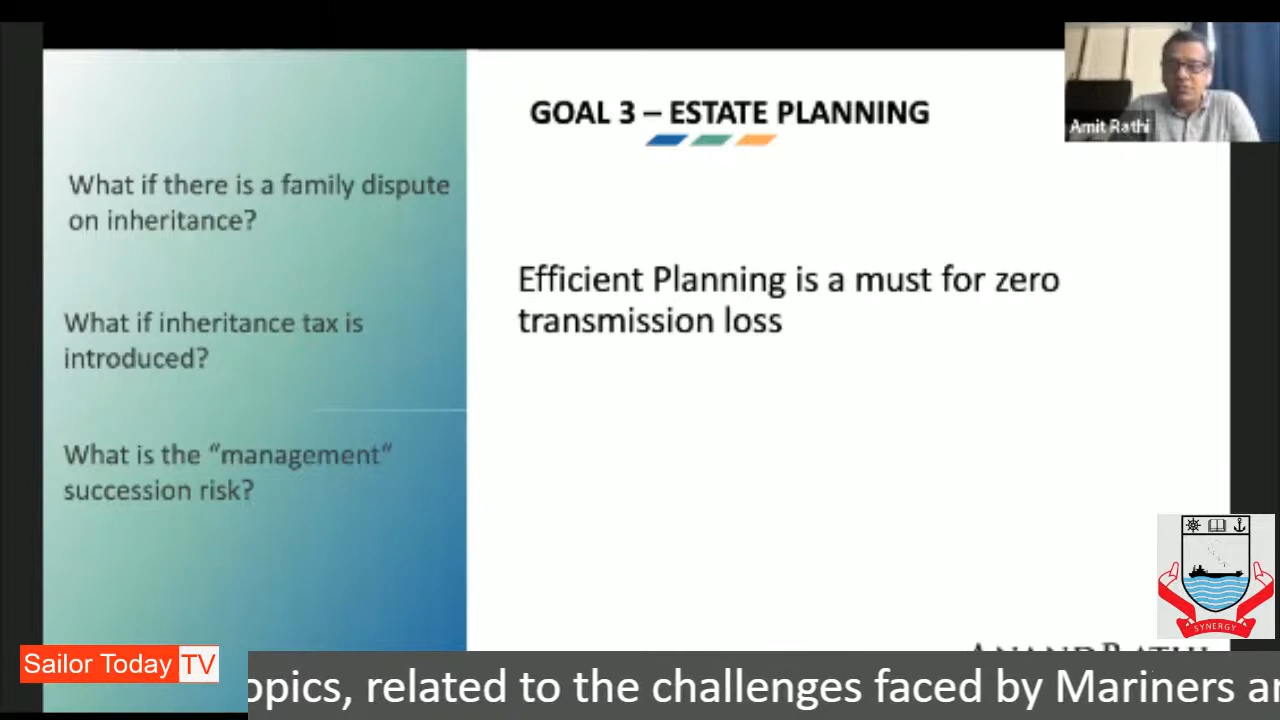 GOAL 3 – ESTATE PLANNING
Amit Rathi
What if there is a family dispute
on inheritance?
Efficient Planning is a must for zero
transmission loss
What if inheritance tax is
introduced?
What is the “management“
succession risk?
SYNERGY
ANAND RATHI
Sailor Today TV
opics, related to the challenges faced by Mariners a